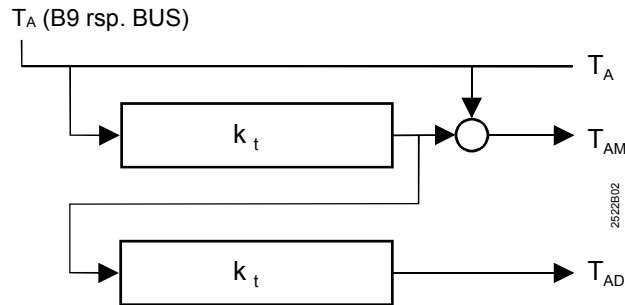 TA (B9 rsp. BUS)
TA
kt
TAM
2522B02
kt
TAD